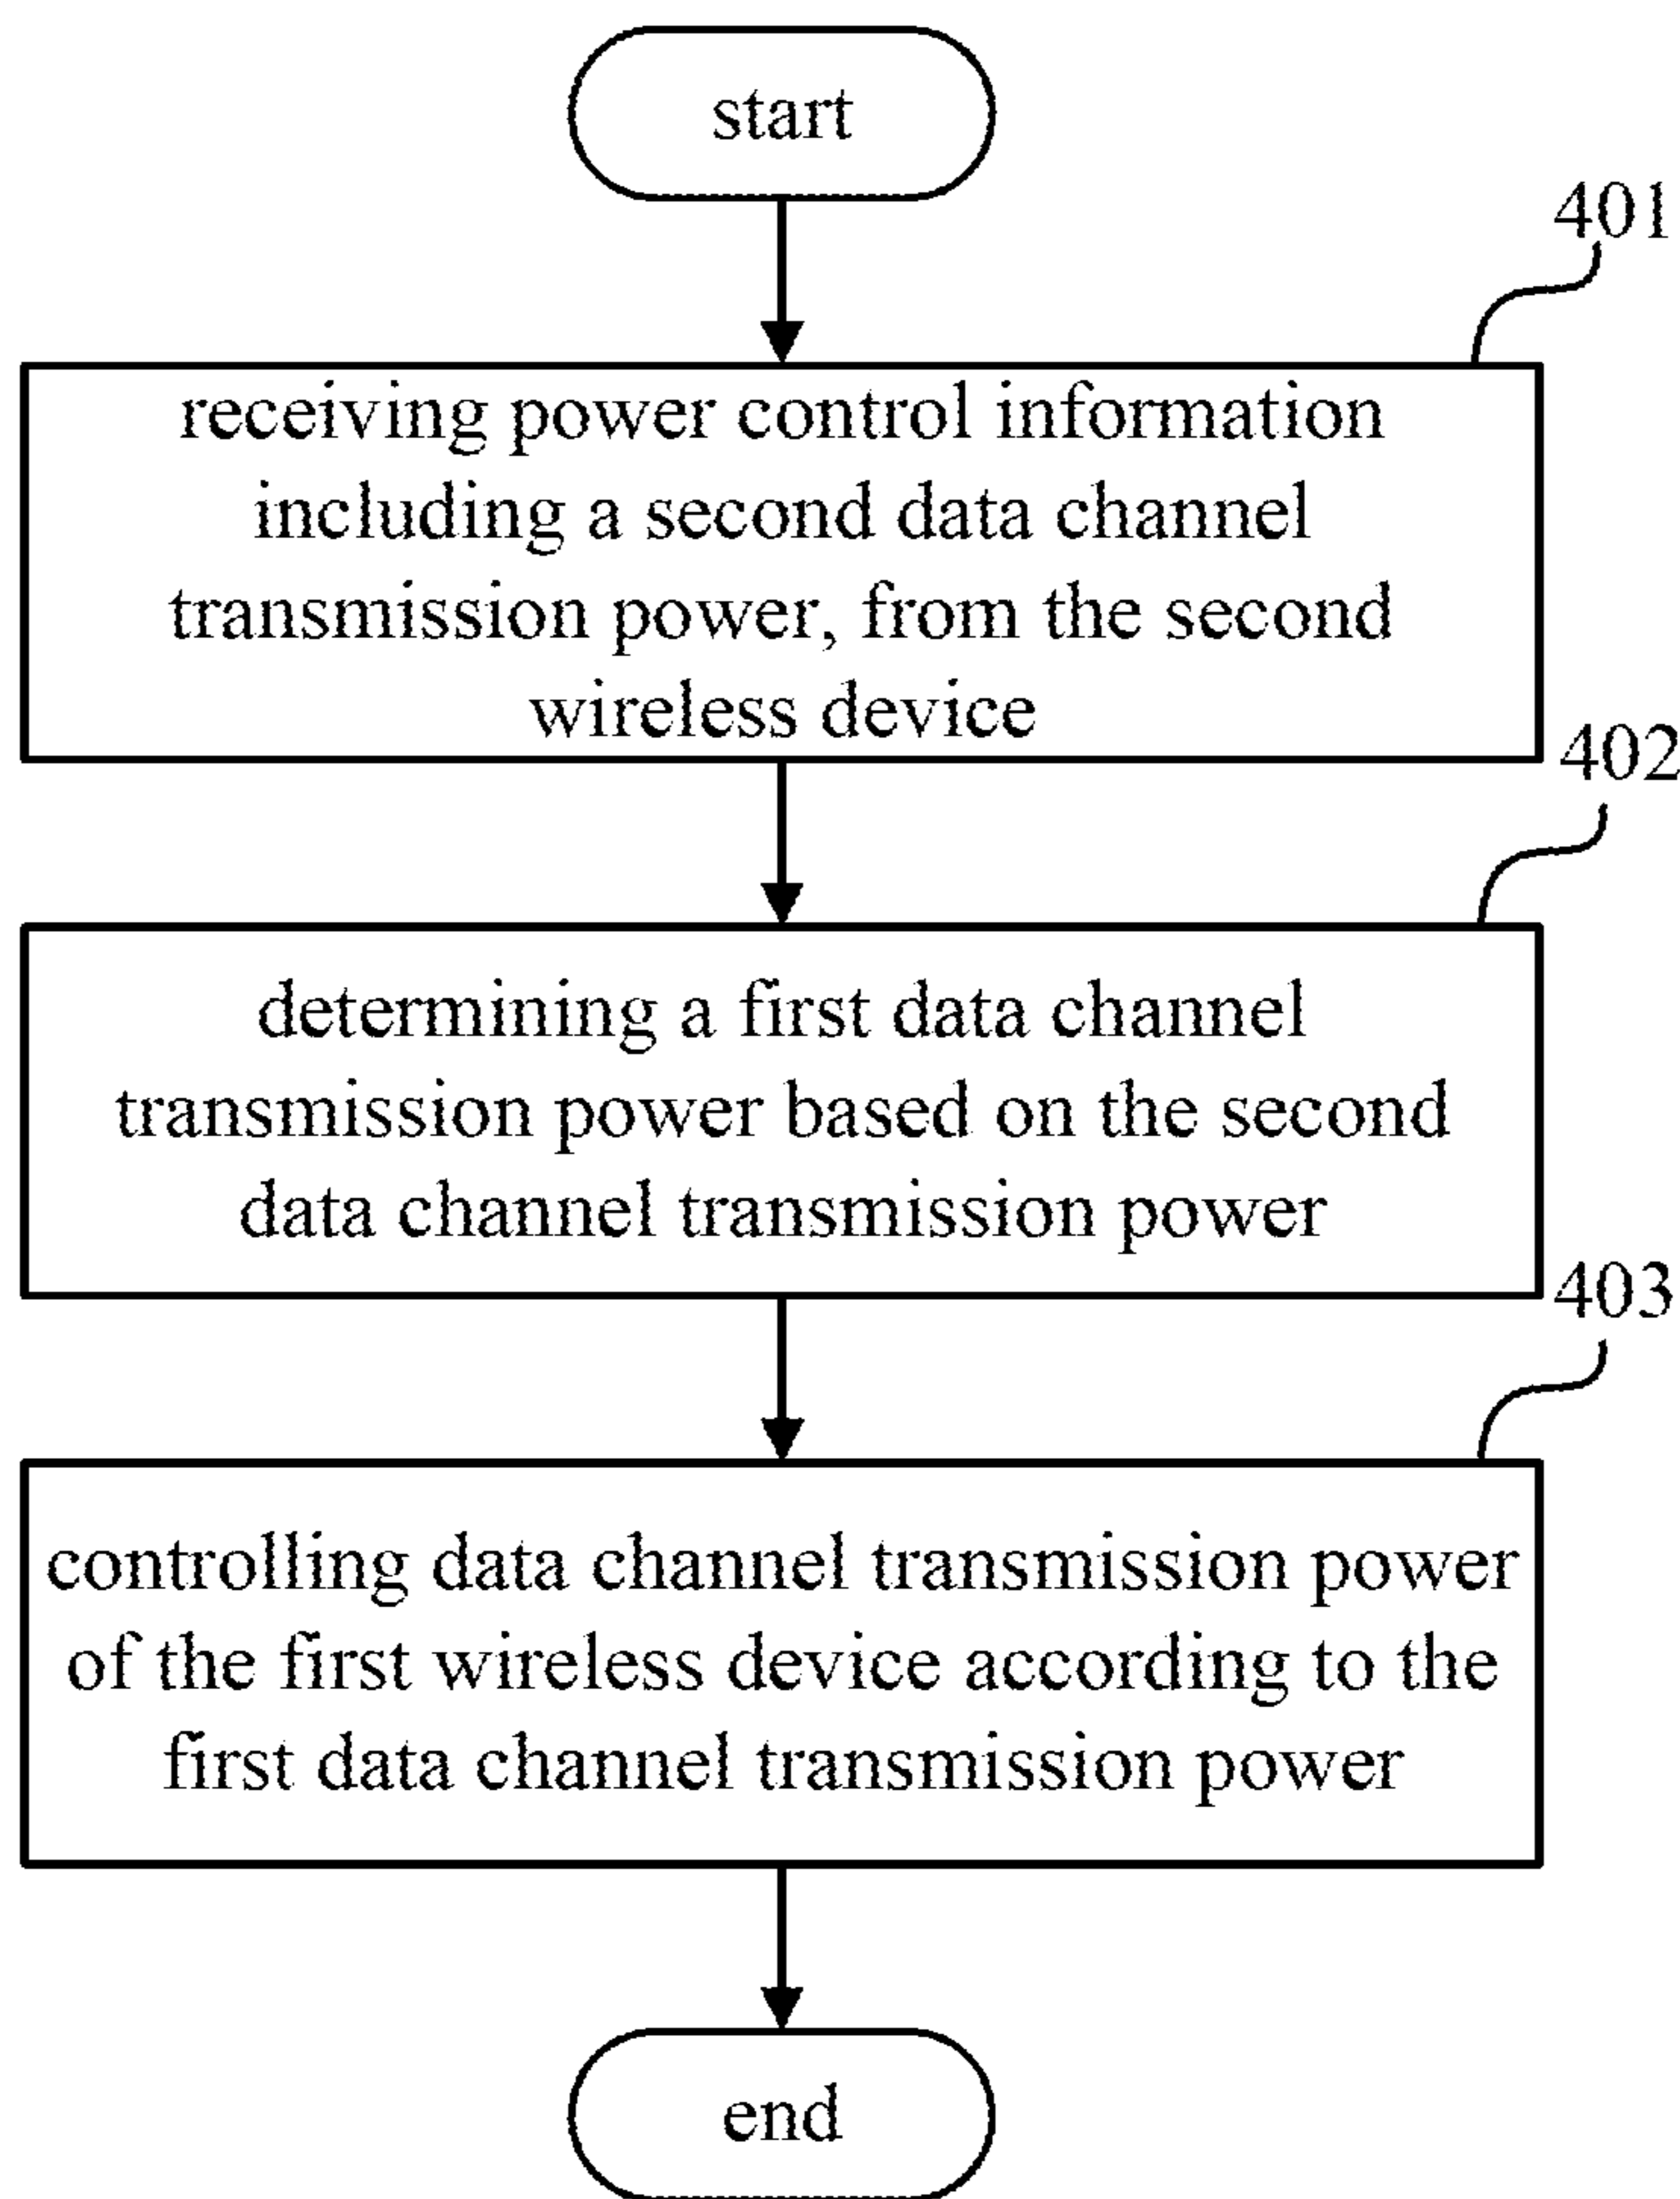 start
401
receiving power control information
including a second data channel
transmission power, from the second
wireless device
402
determining a first data channel
transmission power based on the second
data channel transmission power
403
controlling data channel transmission power
of the first wireless device according to the
first data channel transmission power
end